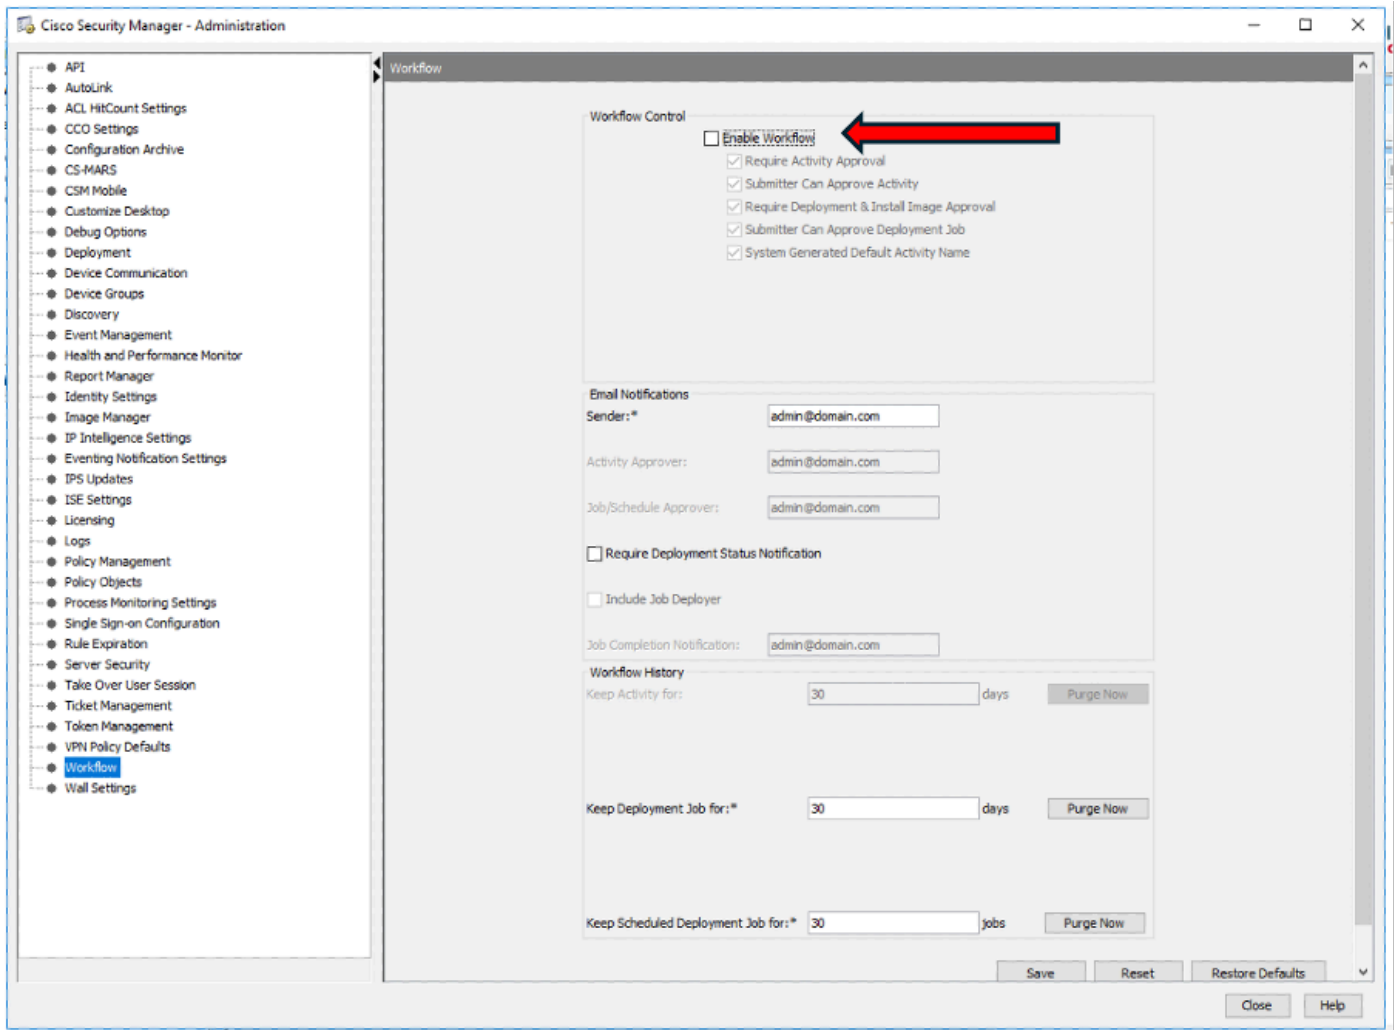 Cisco Security Manager - Administration
API
AutoLink
ACL HitCount Settings
CCO Settings
Configuration Archive
CS-MARS
CSM Mobile
Customize Desktop
Debug Options
Deployment
Device Communication
Device Groups
Discovery
Event Management
Health and Performance Monitor
Report Manager
Identity Settings
Image Manager
IP Intelligence Settings
Eventing Notification Settings
IPS Updates
ISE Settings
Licensing
Logs
Policy Management
Policy Objects
Process Monitoring Settings
Single Sign-on Configuration
Rule Expiration
Server Security
Take Over User Session
Ticket Management
Token Management
VPN Policy Defaults
Workflow
Wall Settings
Workflow
Workflow Control
Enable Workflow
Require Activity Approval
Submitter Can Approve Activity
Require Deployment & Install Image Approval
Submitter Can Approve Deployment Job
System Generated Default Activity Name
Email Notifications
Sender:* admin@domain.com
Activity Approver: admin@domain.com
Job/Schedule Approver: admin@domain.com
Require Deployment Status Notification
Include Job Deployer
Job Completion Notification: admin@domain.com
Workflow History
Keep Activity for: 30 days Purge Now
Keep Deployment Job for:* 30 days Purge Now
Keep Scheduled Deployment Job for:* 30 jobs Purge Now
Save Reset Restore Defaults
Close Help